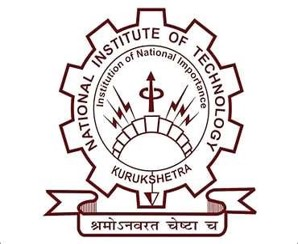 NATIONAL INSTITUTE OF TECHNOLOGY
Institution of National Importance
KURUKSHETRA
श्रमोऽनवरत चेष्टा च